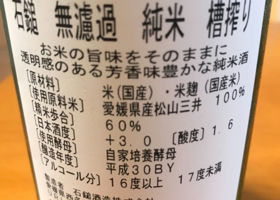 石鎚 無濾過 純米 槽搾り
お米の旨味をそのままに
透明感のある芳香味豊かな純米酒
[原材料] 米(国産)・米麹(国産米)
[使用原料米] 愛媛県産松山三井 100%
[精米歩合] 60%
[日本酒度] +3.0 [酸度] 1.6
[使用酵母] 自家培養酵母
[醸造年度] 平成30BY
[アルコール分] 16度以上 17度未満
石鎚酒造株式会社